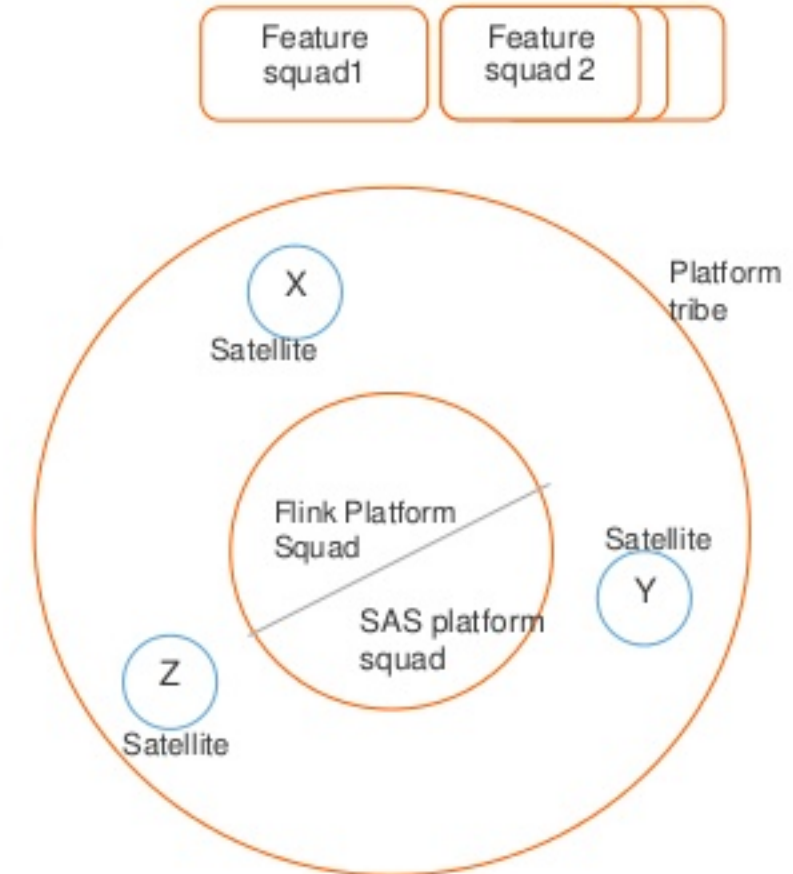 Feature
squad1
Feature
squad 2
Platform
tribe
X
Satellite
Flink Platform
Squad
Satellite
Y
SAS platform
squad
Z
Satellite